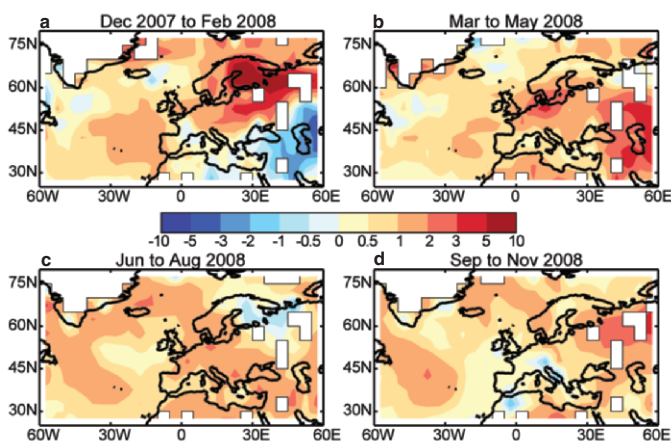 a Dec 2007 to Feb 2008
b Mar to May 2008
75N
60N
45N
30N
60W 30W 0 30E 60E
75N
60N
45N
30N
60W 30W 0 30E 60E
-10 -5 -3 -2 -1 -0.5 0 0.5 1 2 3 5 10
c Jun to Aug 2008
d Sep to Nov 2008
75N
60N
45N
30N
60W 30W 0 30E 60E
75N
60N
45N
30N
60W 30W 0 30E 60E